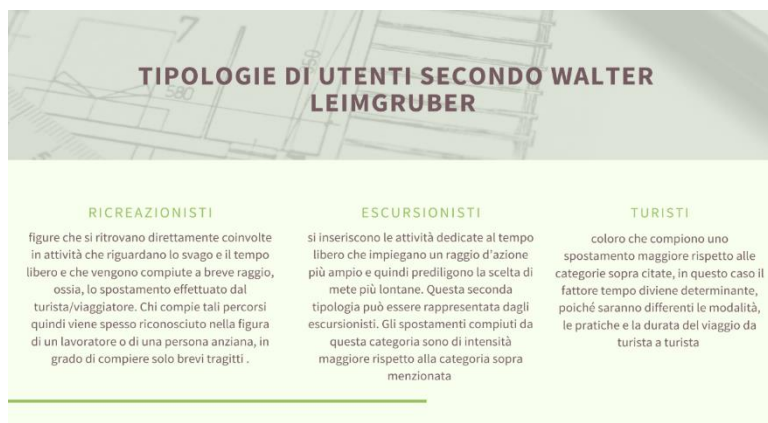 TIPOLOGIE DI UTENTI SECONDO WALTER
LEIMGRUBER
RICREAZIONISTI
figure che si ritrovano direttamente coinvolte
in attività che riguardano lo svago e il tempo
libero e che vengono compiute a breve raggio,
ossia, lo spostamento effettuato dal
turista/viaggiatore. Chi compie tali percorsi
quindi viene spesso riconosciuto nella figura
di un lavoratore o di una persona anziana, in
grado di compiere solo brevi tragitti .
ESCURSIONISTI
si inseriscono le attività dedicate al tempo
libero che impiegano un raggio d'azione
più ampio e quindi prediligono la scelta di
mete più lontane. Questa seconda
tipologia può essere rappresentata dagli
escursionisti. Gli spostamenti compiuti da
questa categoria sono di intensità
maggiore rispetto alla categoria sopra
menzionata
TURISTI
coloro che compiono uno
spostamento maggiore rispetto alle
categorie sopra citate, in questo caso il
fattore tempo diviene determinante,
poiché saranno differenti le modalità,
le pratiche e la durata del viaggio da
turista a turista
7
580
050